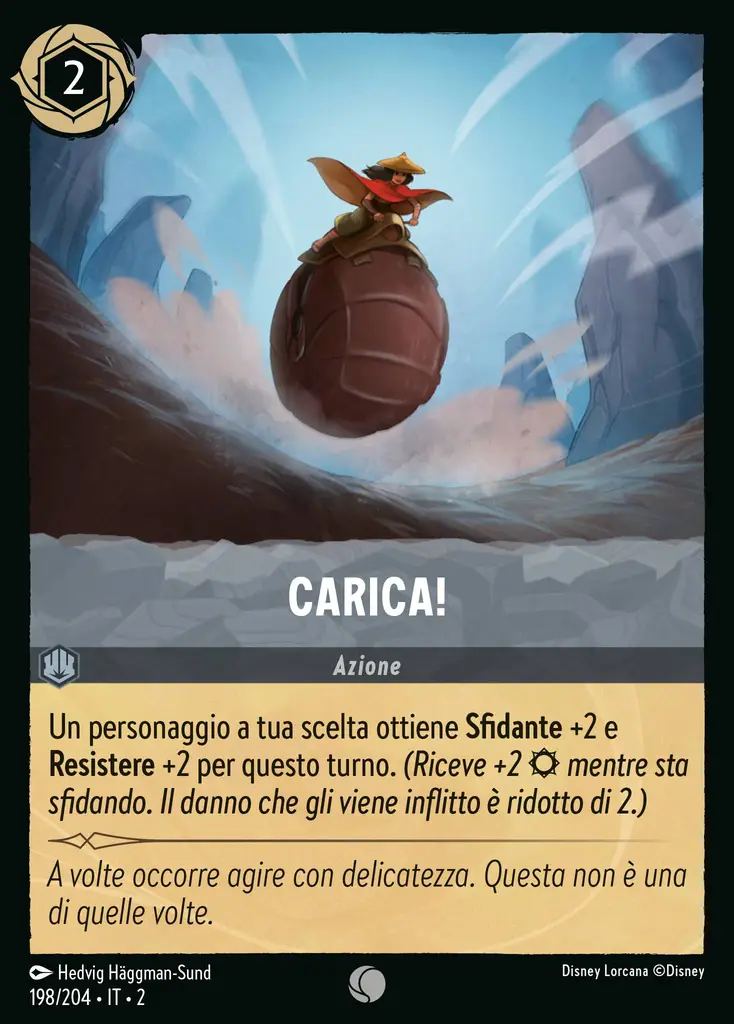 2
CARICA!
Azione
Un personaggio a tua scelta ottiene Sfidante +2 e
Resistere +2 per questo turno. (Riceve +2 mentre sta
sfidando. Il danno che gli viene inflitto è ridotto di 2.)
A volte occorre agire con delicatezza. Questa non è una
di quelle volte.
Hedvig Häggman-Sund
Disney Lorcana ©Disney
198/204 • IT • 2